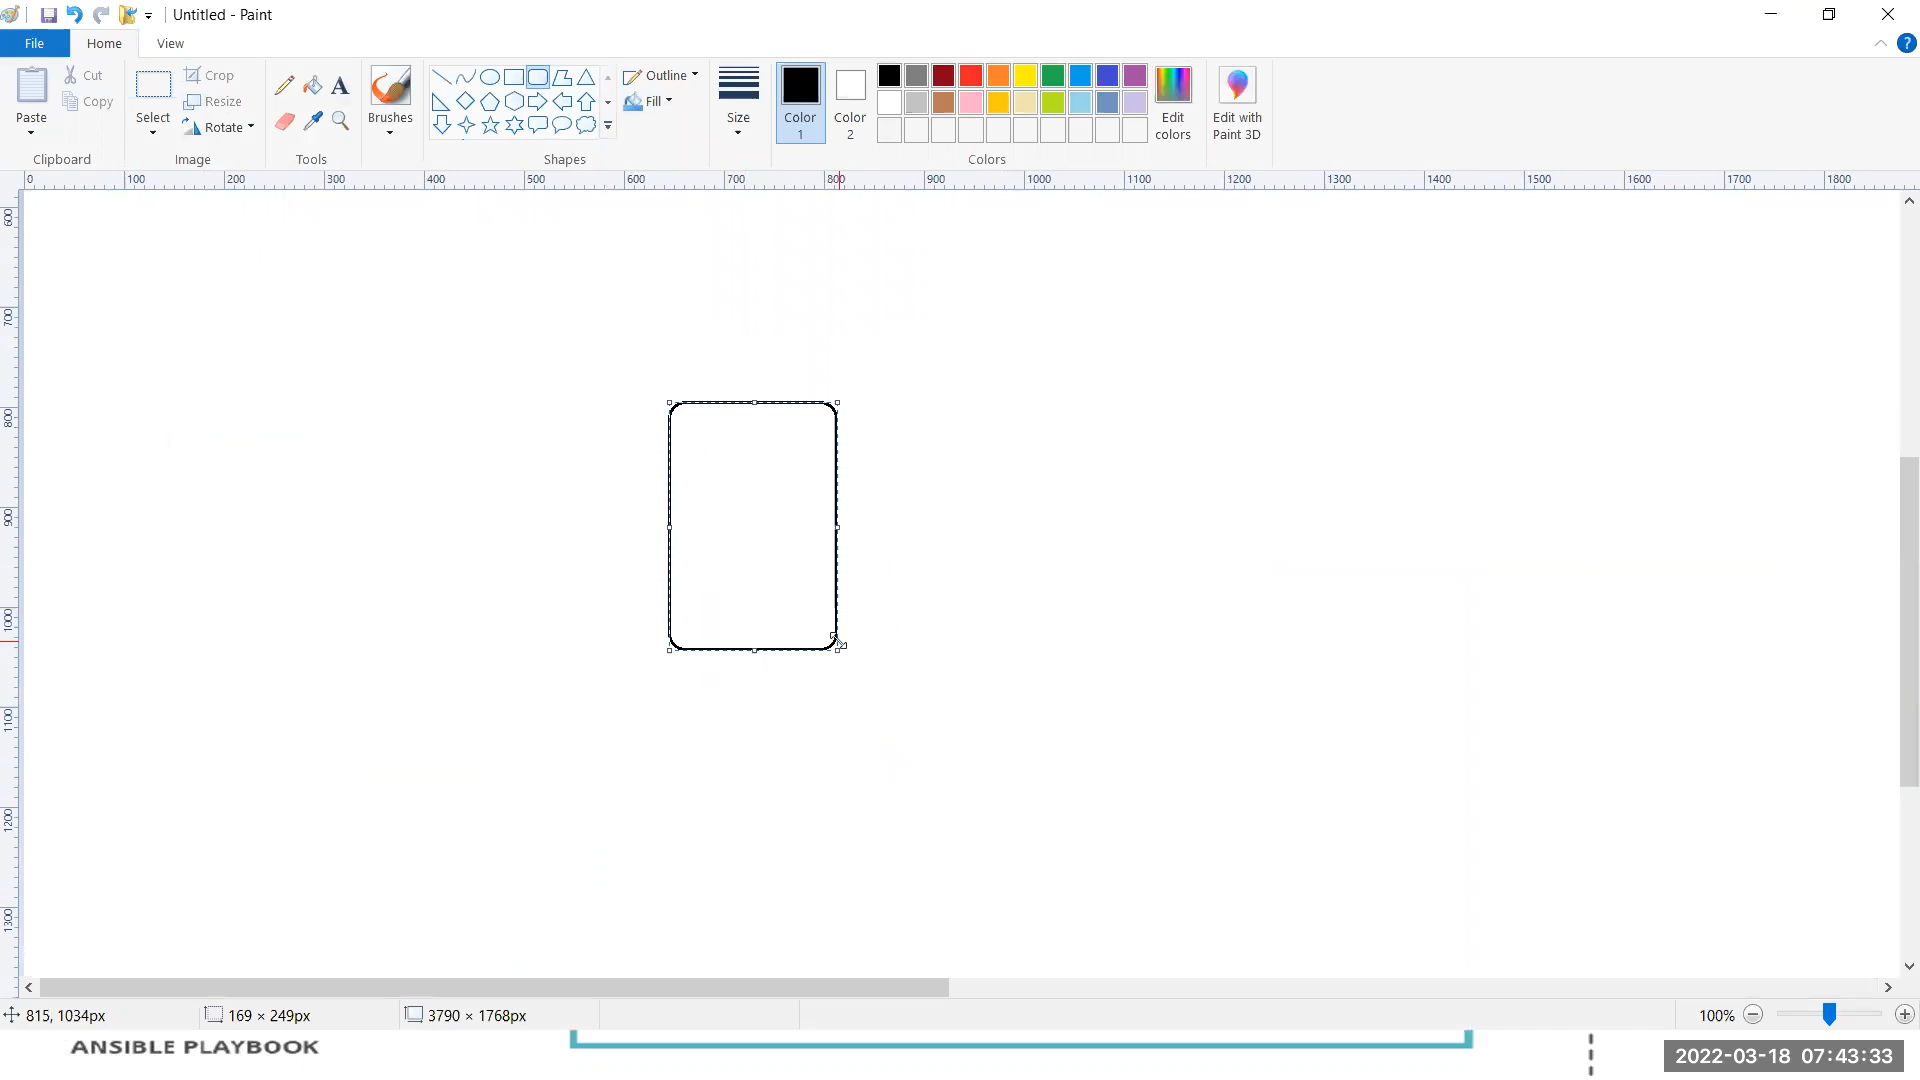 Untitled - Paint
File Home View
Paste
Cut
Copy
Clipboard
Select
Crop
Resize
Rotate
Image
Tools
Brushes
Shapes
Outline
Fill
Size
Color 1
Color 2
Colors
Edit colors
Edit with Paint 3D
0 100 200 300 400 500 600 700 800 900 1000 1100 1200 1300 1400 1500 1600 1700 1800
600
700
800
900
1000
1100
1200
1300
815, 1034px
169 × 249px
3790 × 1768px
100%
ANSIBLE PLAYBOOK
2022-03-18 07:43:33